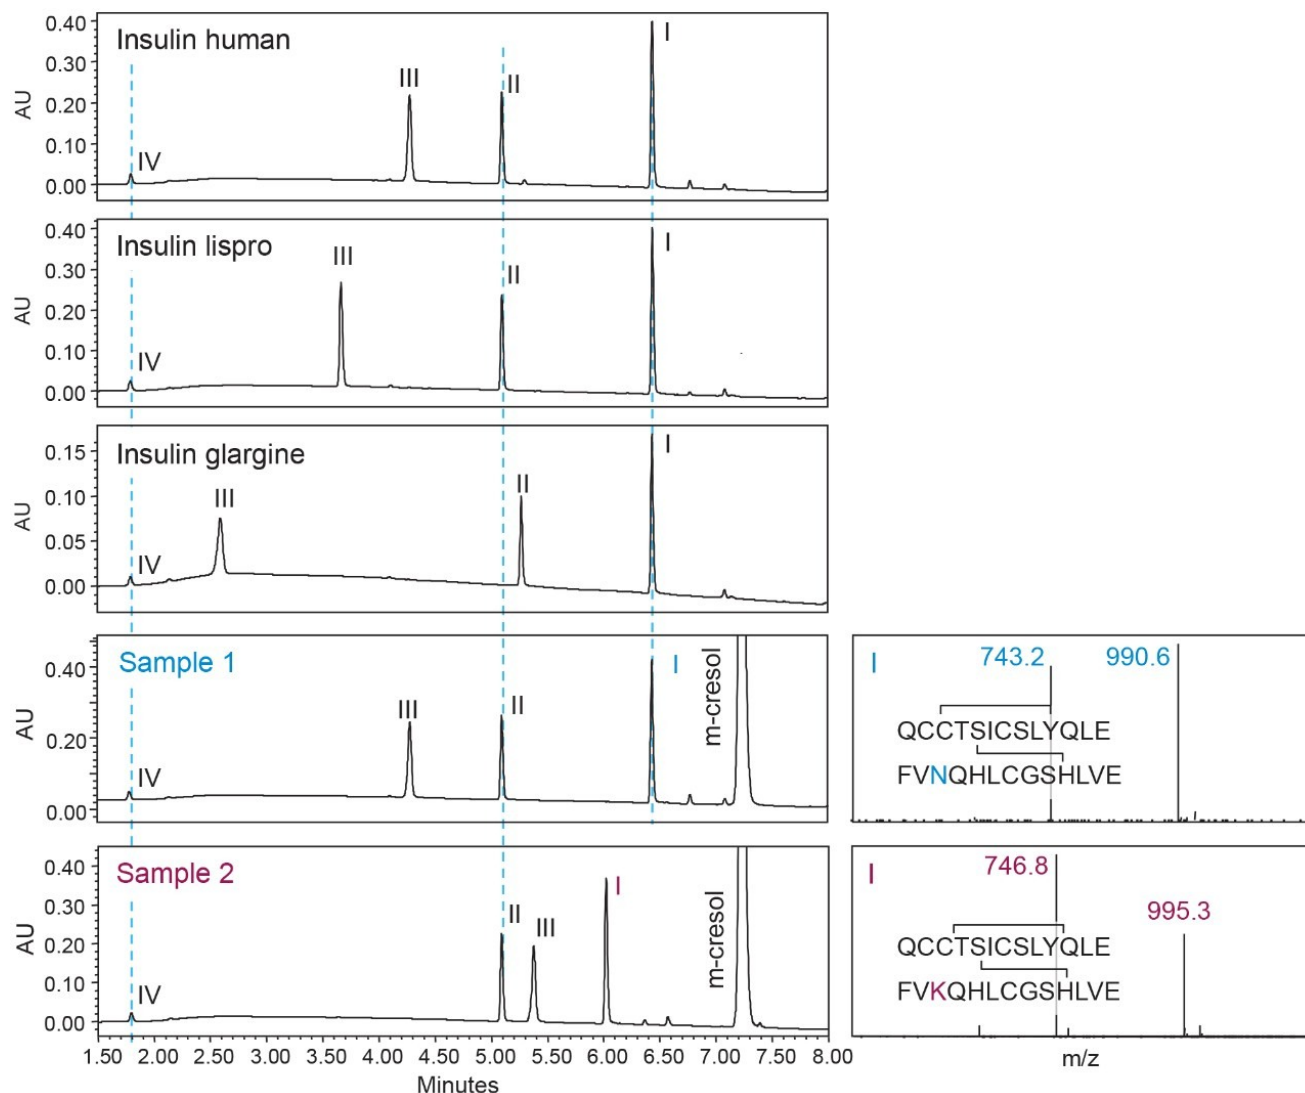 Insulin human
0.40
0.30
0.20
0.10
0.00
AU
IV
III
II
I
Insulin lispro
0.40
0.30
0.20
0.10
0.00
AU
IV
III
II
I
Insulin glargine
0.15
0.10
0.05
0.00
AU
IV
III
II
I
Sample 1
0.40
0.20
0.00
AU
IV
III
II
I
m-cresol
I
743.2
990.6
QCCTSICSLYQLE
FVNQHLCGSHLVE
Sample 2
0.40
0.30
0.20
0.10
0.00
AU
IV
II
III
I
m-cresol
I
746.8
995.3
QCCTSICSLYQLE
FVKQHLCGSHLVE
1.50 2.00 2.50 3.00 3.50 4.00 4.50 5.00 5.50 6.00 6.50 7.00 7.50 8.00
Minutes
m/z